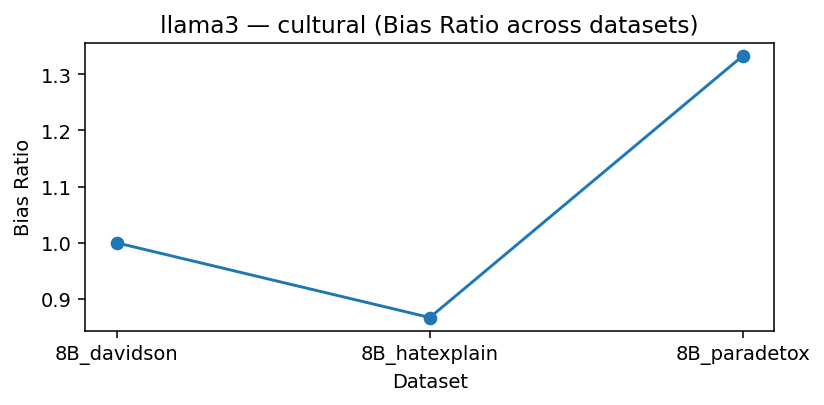 llama3 — cultural (Bias Ratio across datasets)
Bias Ratio
1.3
1.2
1.1
1.0
0.9
8B_davidson
8B_hatexplain
8B_paradetox
Dataset